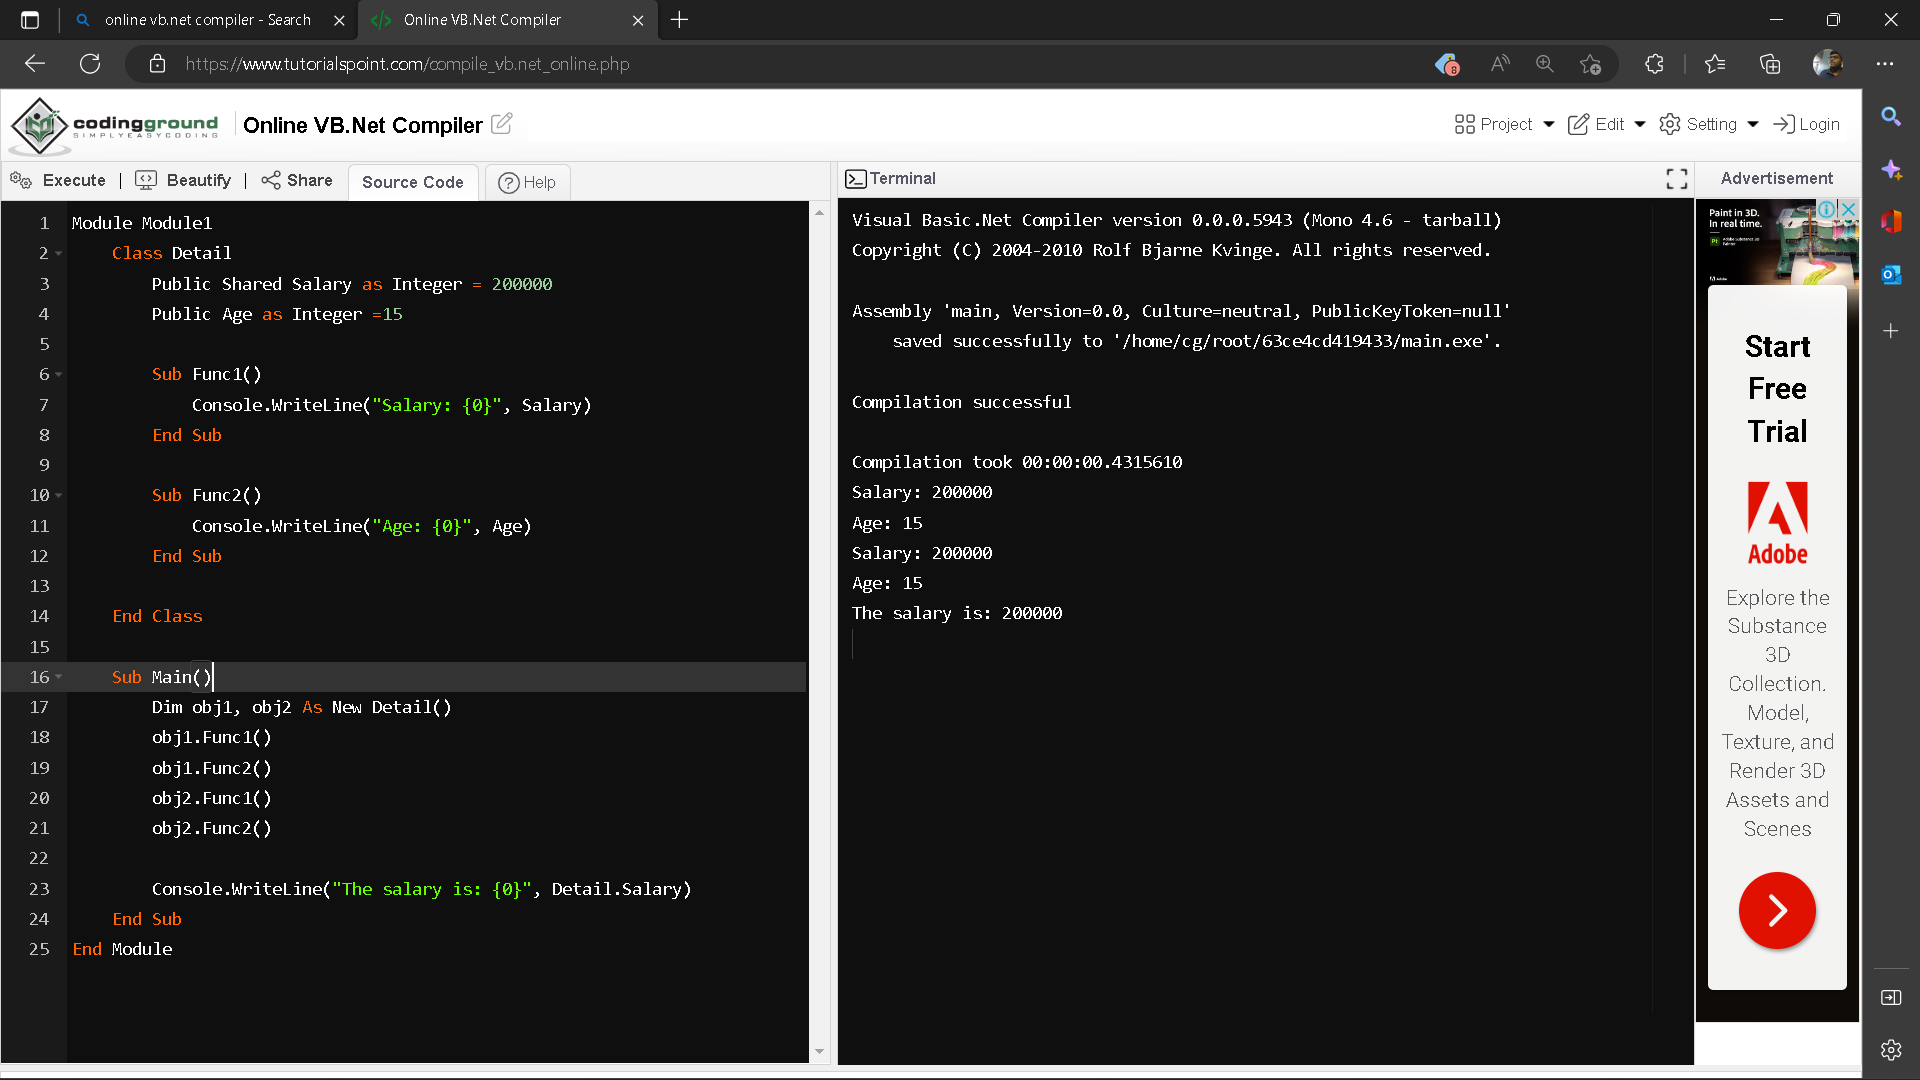 online vb.net compiler - Search
Online VB.Net Compiler
https://www.tutorialspoint.com/compile_vb.net_online.php
8
codingground
SIMPLYEASYCODING
Online VB.Net Compiler
Project
Edit
Setting
Login
Execute | Beautify | Share
Source Code
Help
1 Module Module1
2 Class Detail
3 Public Shared Salary as Integer = 200000
4 Public Age as Integer =15
5
6 Sub Func1()
7 Console.WriteLine("Salary: {0}", Salary)
8 End Sub
9
10 Sub Func2()
11 Console.WriteLine("Age: {0}", Age)
12 End Sub
13
14 End Class
15
16 Sub Main()
17 Dim obj1, obj2 As New Detail()
18 obj1.Func1()
19 obj1.Func2()
20 obj2.Func1()
21 obj2.Func2()
22
23 Console.WriteLine("The salary is: {0}", Detail.Salary)
24 End Sub
25 End Module
Terminal
Visual Basic.Net Compiler version 0.0.0.5943 (Mono 4.6 - tarball)
Copyright (C) 2004-2010 Rolf Bjarne Kvinge. All rights reserved.
Assembly 'main, Version=0.0, Culture=neutral, PublicKeyToken=null'
saved successfully to '/home/cg/root/63ce4cd419433/main.exe'.
Compilation successful
Compilation took 00:00:00.4315610
Salary: 200000
Age: 15
Salary: 200000
Age: 15
The salary is: 200000
Advertisement
Paint in 3D.
In real time.
Pt
Adobe Substance 3D
Painter
Adobe
Start
Free
Trial
Adobe
Explore the
Substance
3D
Collection.
Model,
Texture, and
Render 3D
Assets and
Scenes